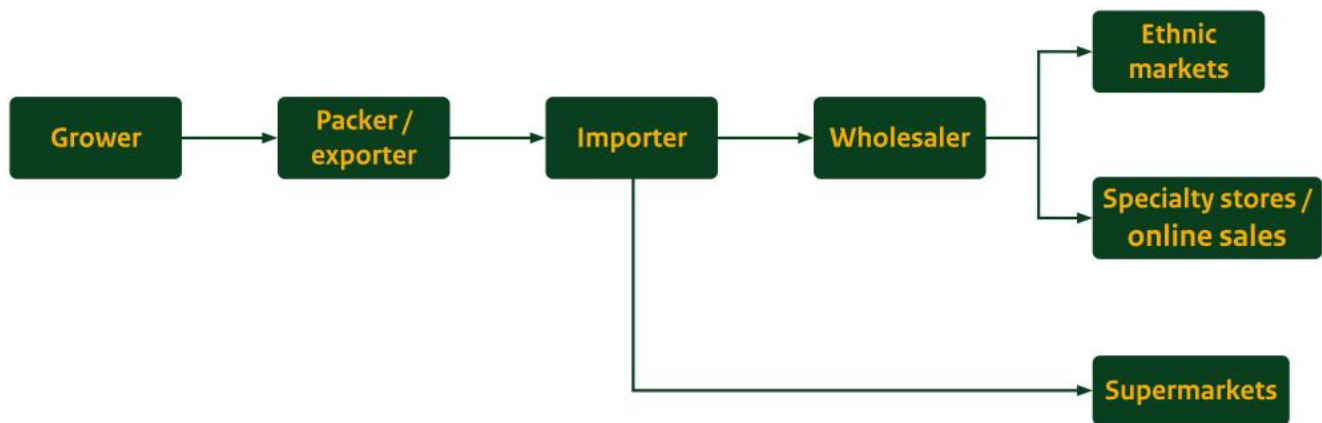 Grower
Packer /
exporter
Importer
Wholesaler
Ethnic
markets
Specialty stores /
online sales
Supermarkets